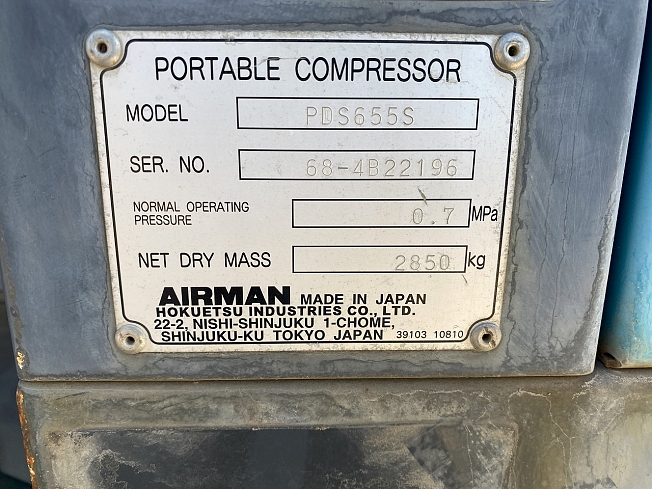 PORTABLE COMPRESSOR
MODEL PDS655S
SER. NO. 68-4B22196
NORMAL OPERATING
PRESSURE 0.7 MPa
NET DRY MASS 2850 kg
AIRMAN MADE IN JAPAN
HOKUETSU INDUSTRIES CO., LTD.
22-2, NISHI-SHINJUKU 1-CHOME,
SHINJUKU-KU TOKYO JAPAN 39103 10810